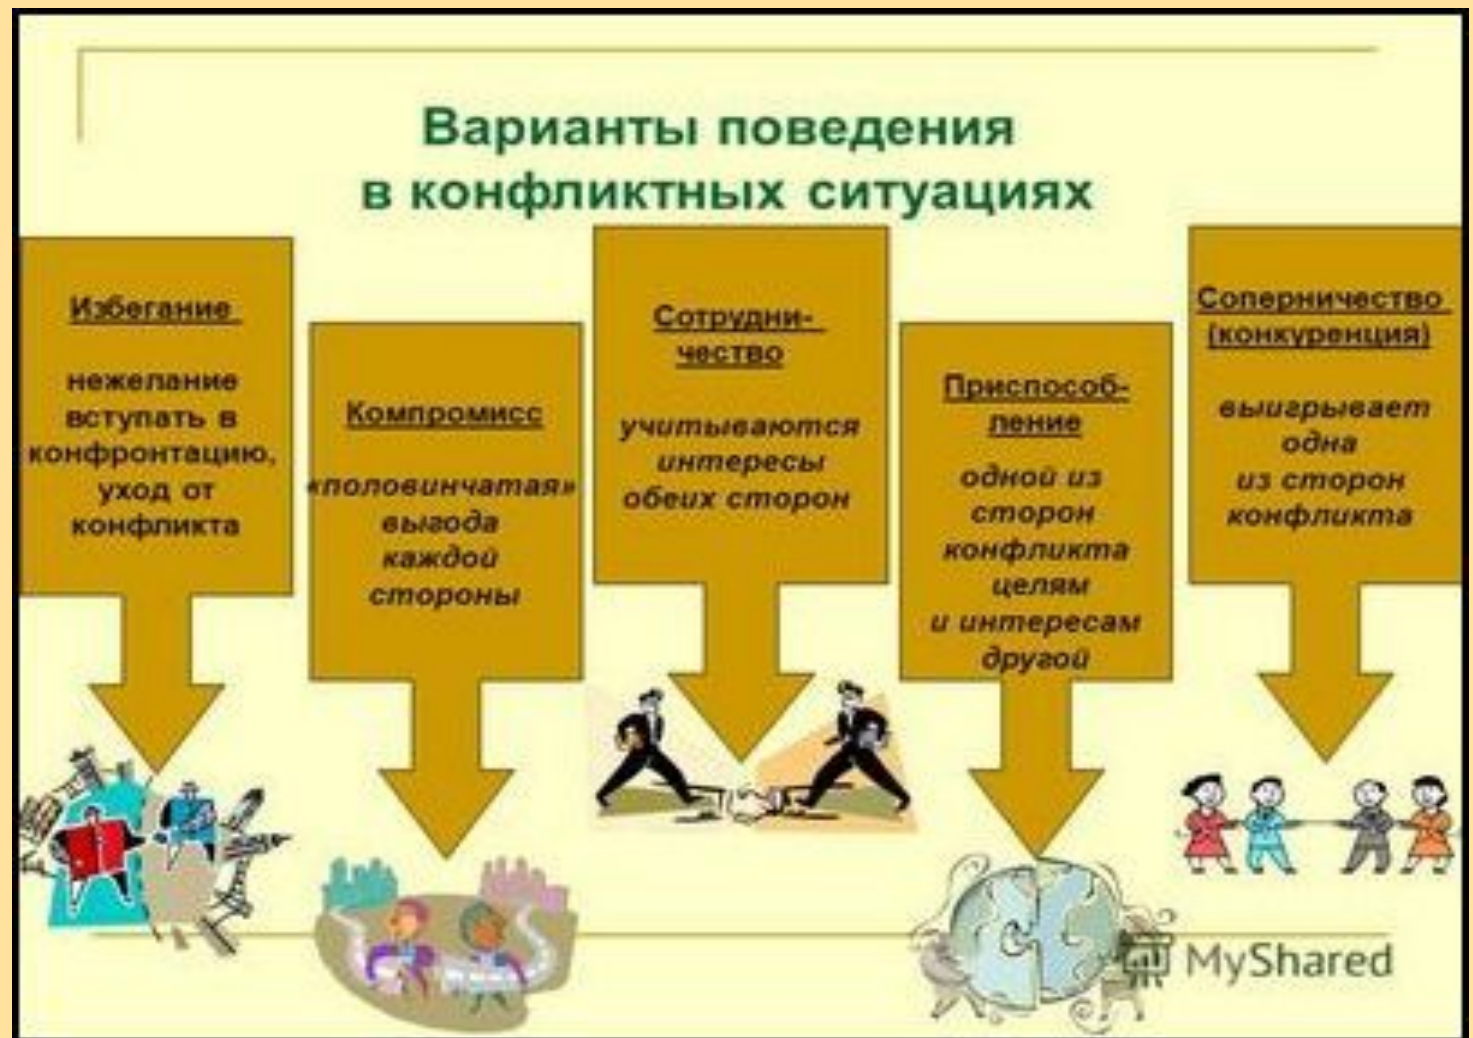 Варианты поведения
в конфликтных ситуациях
Избегание
нежелание
вступать в
конфронтацию,
уход от
конфликта
Компромисс
«половинчатая»
выгода
каждой
стороны
Сотрудни-
чество
учитываются
интересы
обеих сторон
Приспособ-
ление
одной из
сторон
конфликта
целям
и интересам
другой
Соперничество
(конкуренция)
выигрывает
одна
из сторон
конфликта
MyShared